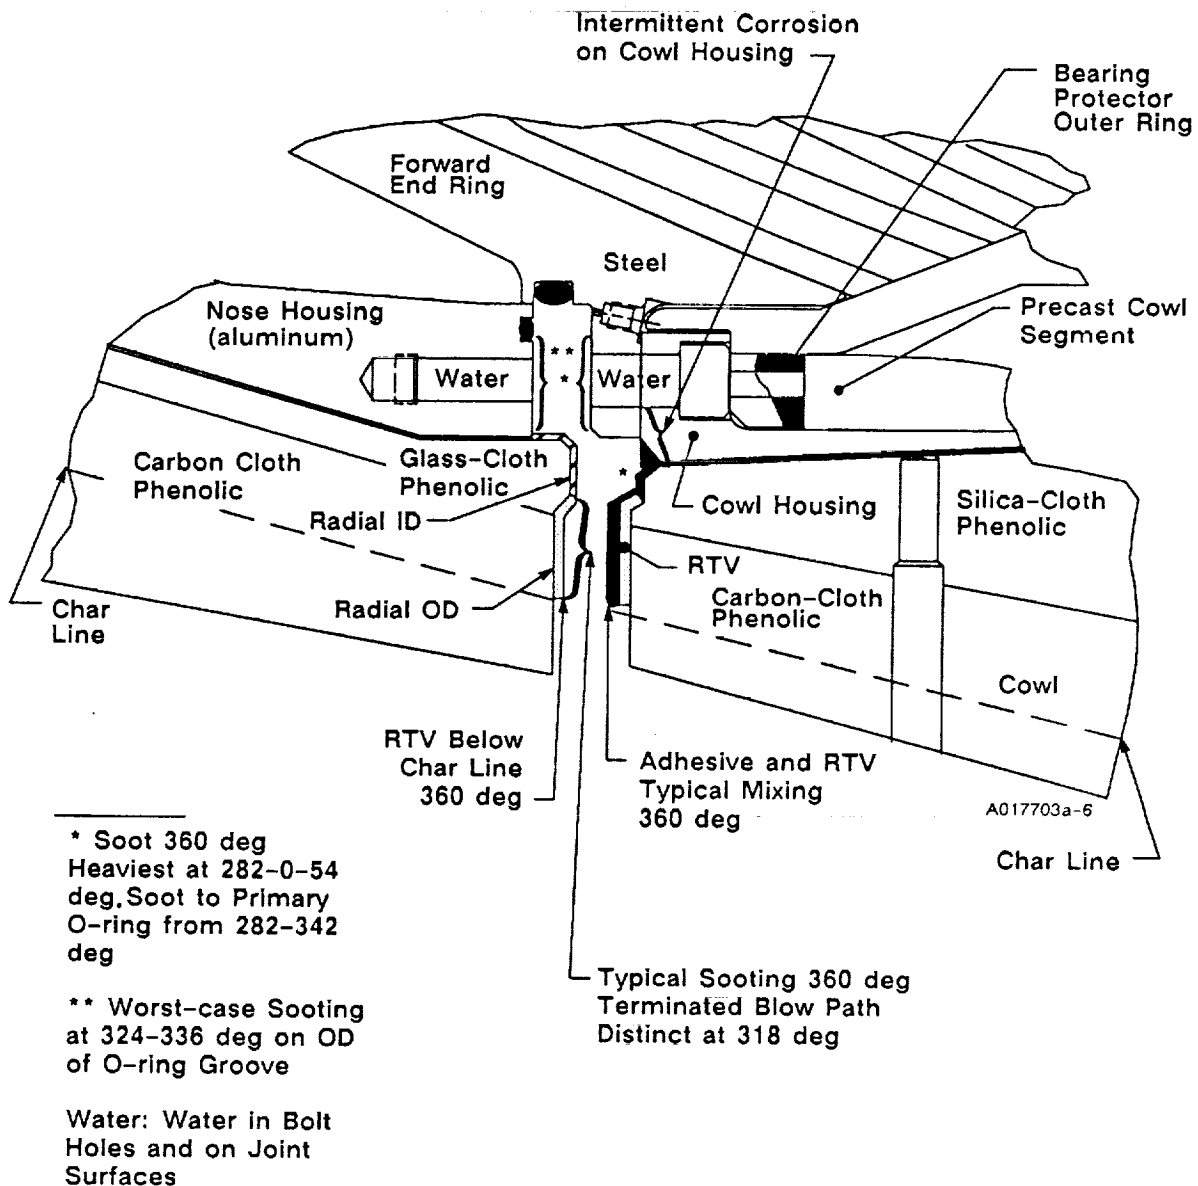 Intermittent Corrosion
on Cowl Housing
Bearing
Protector
Outer Ring
Forward
End Ring
Steel
Nose Housing
(aluminum)
Precast Cowl
Segment
**
*
Water
Water
Carbon Cloth
Phenolic
Glass-Cloth
Phenolic
*
Radial ID
Cowl Housing
Silica-Cloth
Phenolic
RTV
Char
Line
Radial OD
Carbon-Cloth
Phenolic
Cowl
RTV Below
Char Line
360 deg
Adhesive and RTV
Typical Mixing
360 deg
A017703a-6
Char Line
* Soot 360 deg
Heaviest at 282-0-54
deg.Soot to Primary
O-ring from 282-342
deg
Typical Sooting 360 deg
Terminated Blow Path
Distinct at 318 deg
** Worst-case Sooting
at 324-336 deg on OD
of O-ring Groove
Water: Water in Bolt
Holes and on Joint
Surfaces